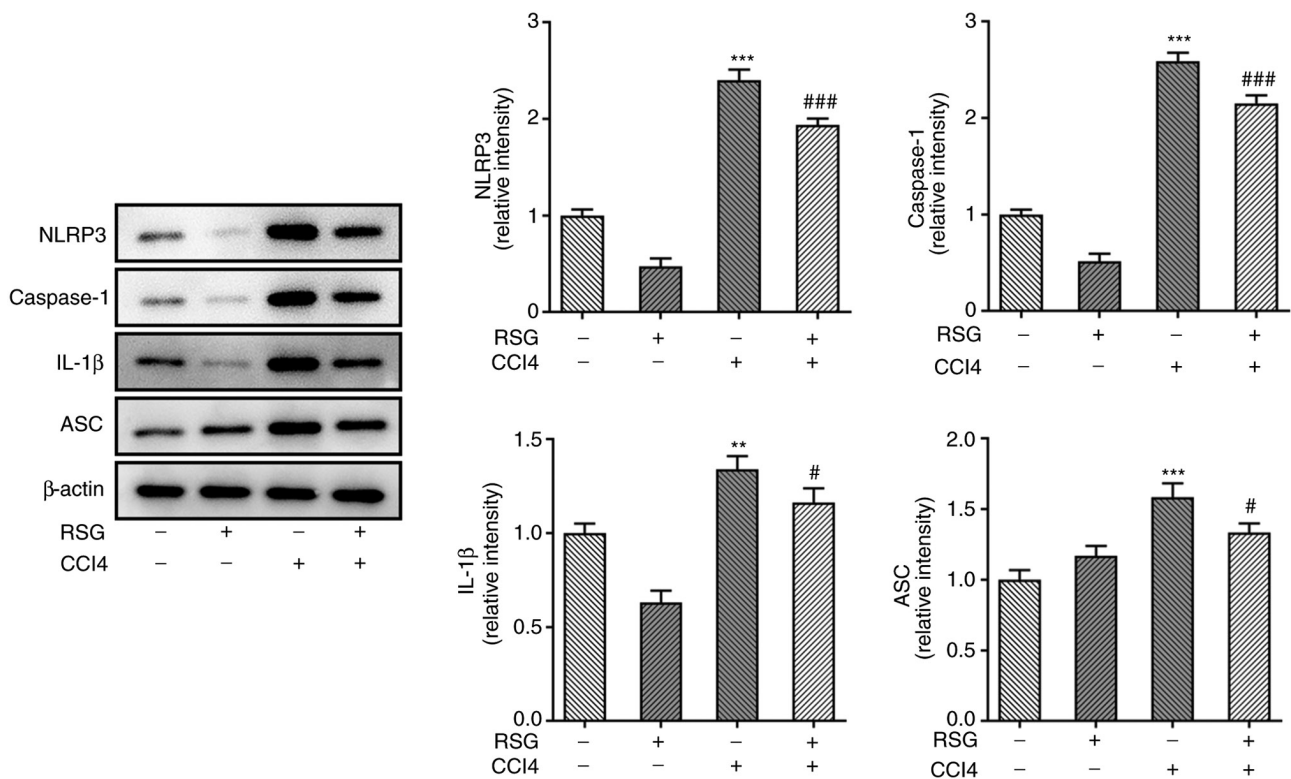 NLRP3
Caspase-1
IL-1β
ASC
β-actin
RSG – + – +
CCl4 – – + +
NLRP3
(relative intensity)
3
2
1
0
***
###
RSG – + – +
CCl4 – – + +
Caspase-1
(relative intensity)
3
2
1
0
***
###
RSG – + – +
CCl4 – – + +
IL-1β
(relative intensity)
1.5
1.0
0.5
0.0
**
#
RSG – + – +
CCl4 – – + +
ASC
(relative intensity)
2.0
1.5
1.0
0.5
0.0
***
#
RSG – + – +
CCl4 – – + +